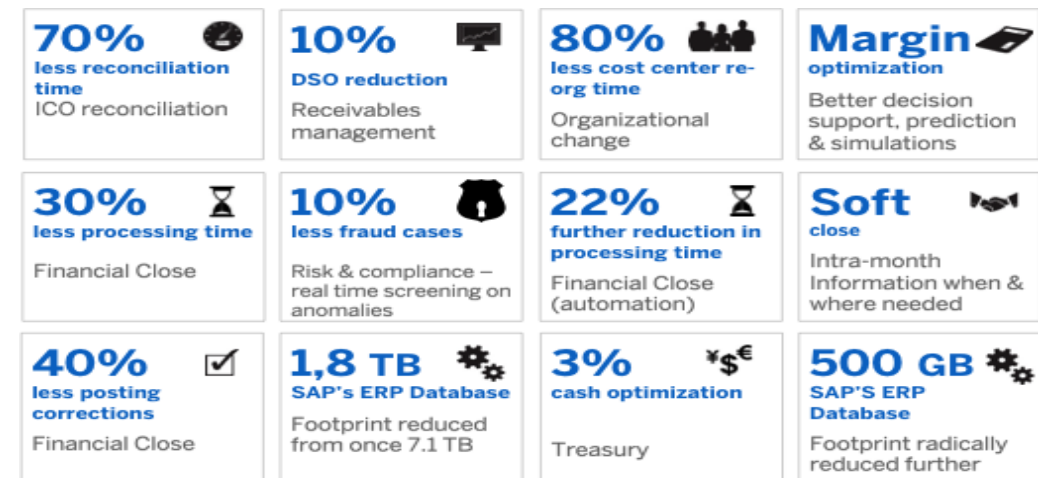 70%
less reconciliation
time
ICO reconciliation
10%
DSO reduction
Receivables
management
80%
less cost center re-
org time
Organizational
change
Margin
optimization
Better decision
support, prediction
& simulations
30%
less processing time
Financial Close
10%
less fraud cases
Risk & compliance –
real time screening on
anomalies
22%
further reduction in
processing time
Financial Close
(automation)
Soft
close
Intra-month
Information when &
where needed
40%
less posting
corrections
Financial Close
1,8 TB
SAP's ERP Database
Footprint reduced
from once 7.1 TB
3%
¥$€
cash optimization
Treasury
500 GB
SAP'S ERP
Database
Footprint radically
reduced further